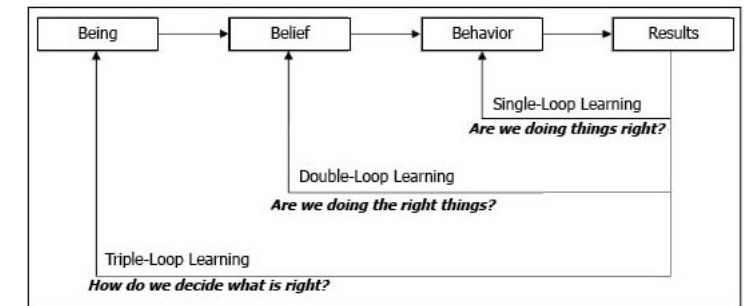 Being Belief Behavior Results
Single-Loop Learning
Are we doing things right?
Double-Loop Learning
Are we doing the right things?
Triple-Loop Learning
How do we decide what is right?